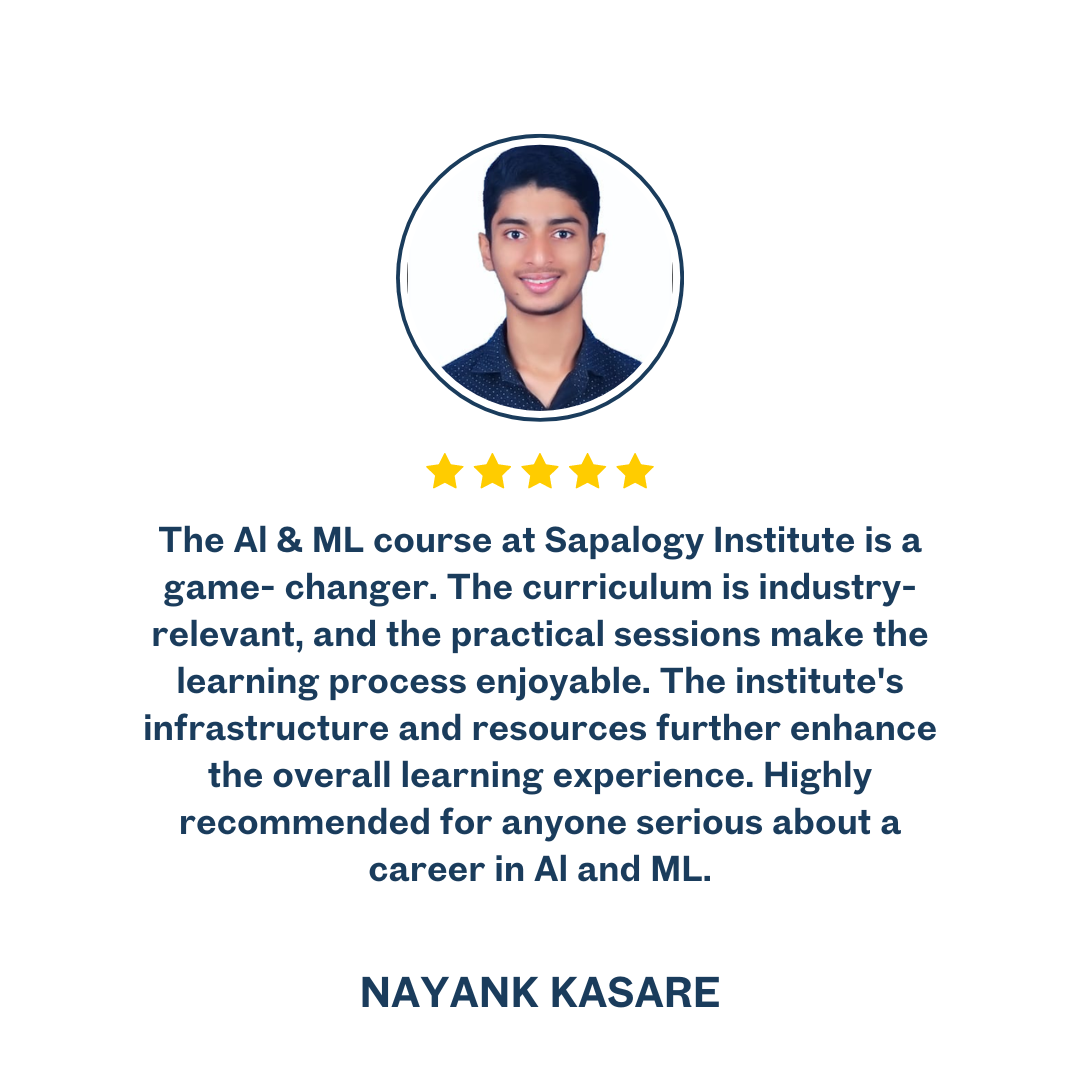 The Al & ML course at Sapalogy Institute is a
game- changer. The curriculum is industry-
relevant, and the practical sessions make the
learning process enjoyable. The institute's
infrastructure and resources further enhance
the overall learning experience. Highly
recommended for anyone serious about a
career in Al and ML.
NAYANK KASARE